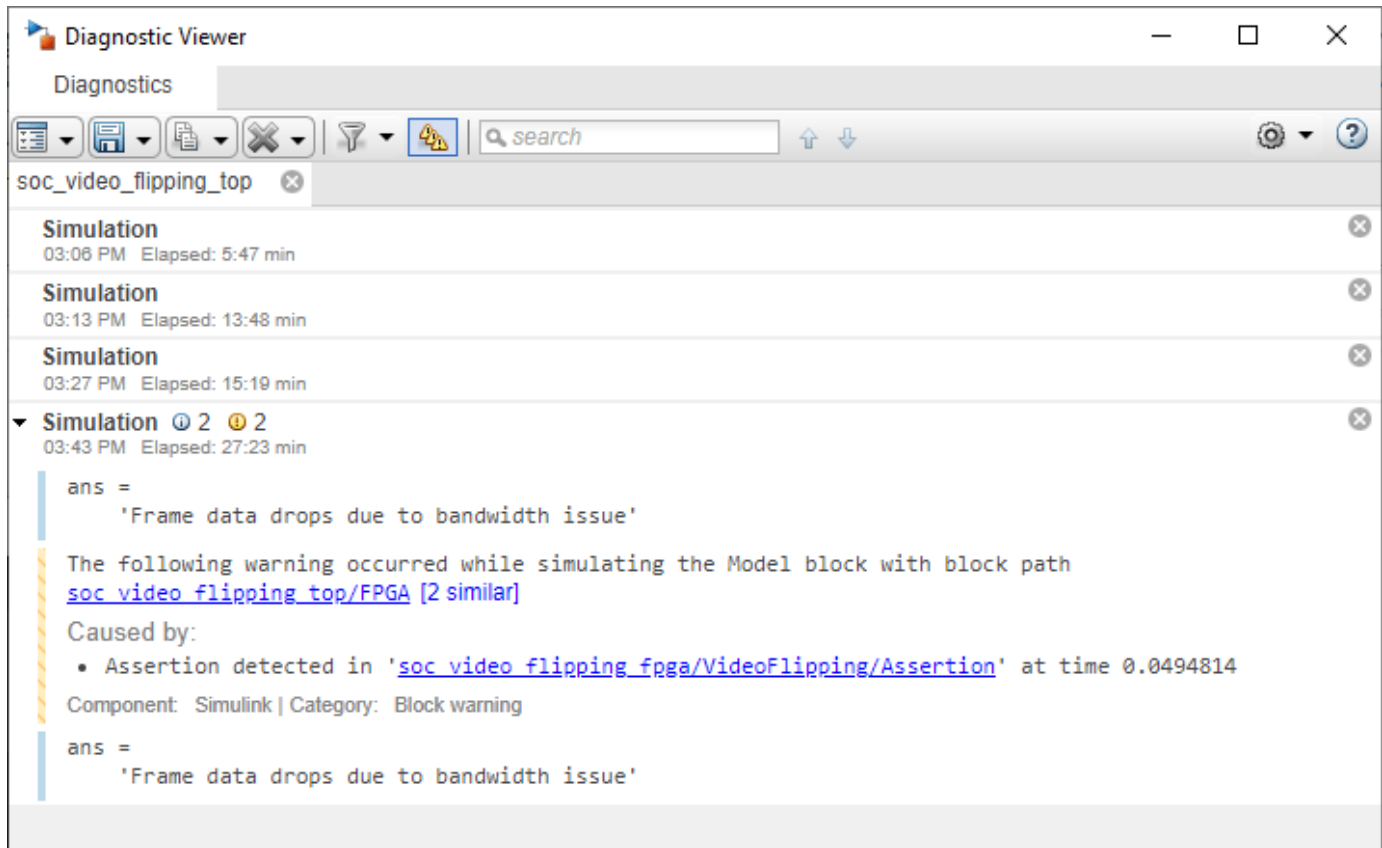 Diagnostic Viewer
Diagnostics
search
soc_video_flipping_top
Simulation
03:06 PM Elapsed: 5:47 min
Simulation
03:13 PM Elapsed: 13:48 min
Simulation
03:27 PM Elapsed: 15:19 min
Simulation 2 2
03:43 PM Elapsed: 27:23 min
ans =
'Frame data drops due to bandwidth issue'
The following warning occurred while simulating the Model block with block path
soc_video_flipping_top/FPGA [2 similar]
Caused by:
• Assertion detected in 'soc_video_flipping_fpga/VideoFlipping/Assertion' at time 0.0494814
Component: Simulink | Category: Block warning
ans =
'Frame data drops due to bandwidth issue'